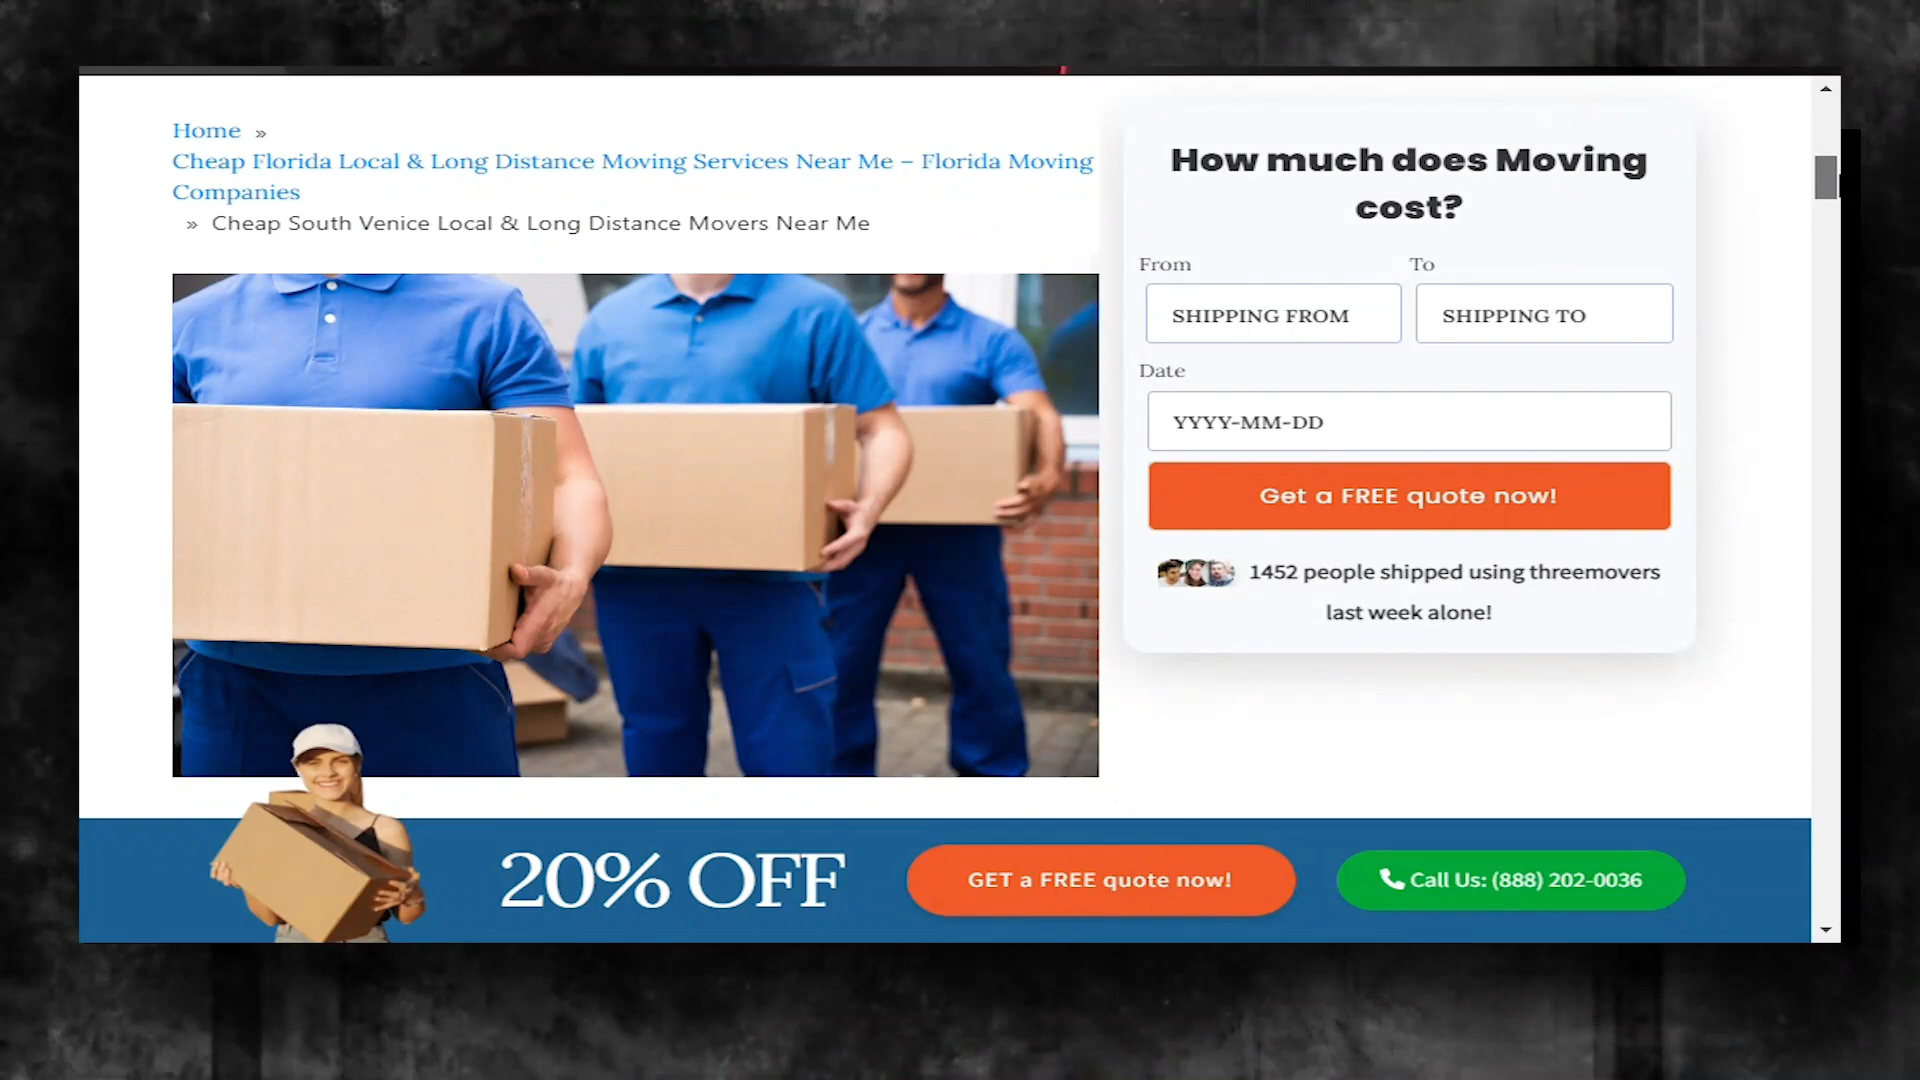 Home »
Cheap Florida Local & Long Distance Moving Services Near Me – Florida Moving
Companies
» Cheap South Venice Local & Long Distance Movers Near Me
How much does Moving
cost?
From
To
SHIPPING FROM
SHIPPING TO
Date
YYYY-MM-DD
Get a FREE quote now!
1452 people shipped using threemovers
last week alone!
20% OFF
GET a FREE quote now!
Call Us: (888) 202-0036